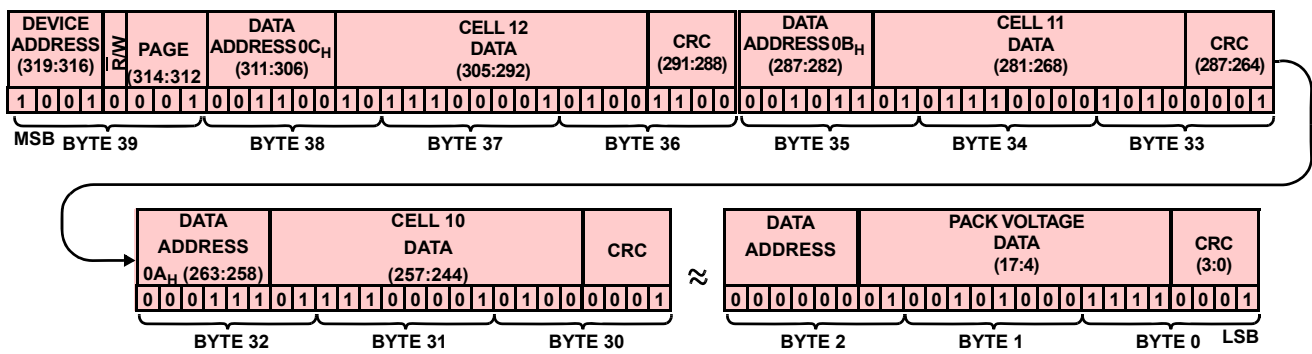 DEVICE ADDRESS (319:316)
R/W
PAGE (314:312
DATA ADDRESS 0CH (311:306)
CELL 12 DATA (305:292)
CRC (291:288)
DATA ADDRESS 0BH (287:282)
CELL 11 DATA (281:268)
CRC (287:264)
1 0 0 1 0 0 0 1 0 0 1 1 0 0 1 0 1 1 1 0 0 0 0 1 0 1 0 0 1 1 0 0 0 0 1 0 1 1 0 1 0 1 1 1 0 0 0 0 1 0 1 0 0 0 0 1
MSB BYTE 39 BYTE 38 BYTE 37 BYTE 36 BYTE 35 BYTE 34 BYTE 33
DATA ADDRESS 0AH (263:258)
CELL 10 DATA (257:244)
CRC
≈
DATA ADDRESS
PACK VOLTAGE DATA (17:4)
CRC (3:0)
0 0 0 1 1 1 0 1 1 1 1 0 0 0 0 1 0 1 0 0 0 0 0 1
0 0 0 0 0 0 0 1 0 0 1 0 1 0 0 0 1 1 1 1 0 0 0 1
BYTE 32 BYTE 31 BYTE 30 BYTE 2 BYTE 1 BYTE 0 LSB